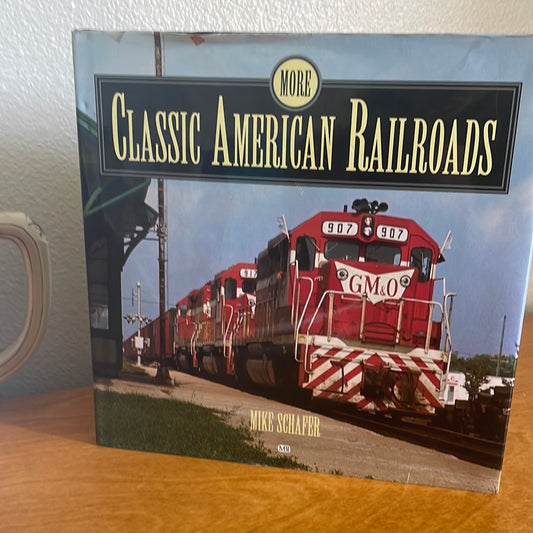 MORE
CLASSIC AMERICAN RAILROADS
907 907
GM&O
MIKE SCHAFER
MBI